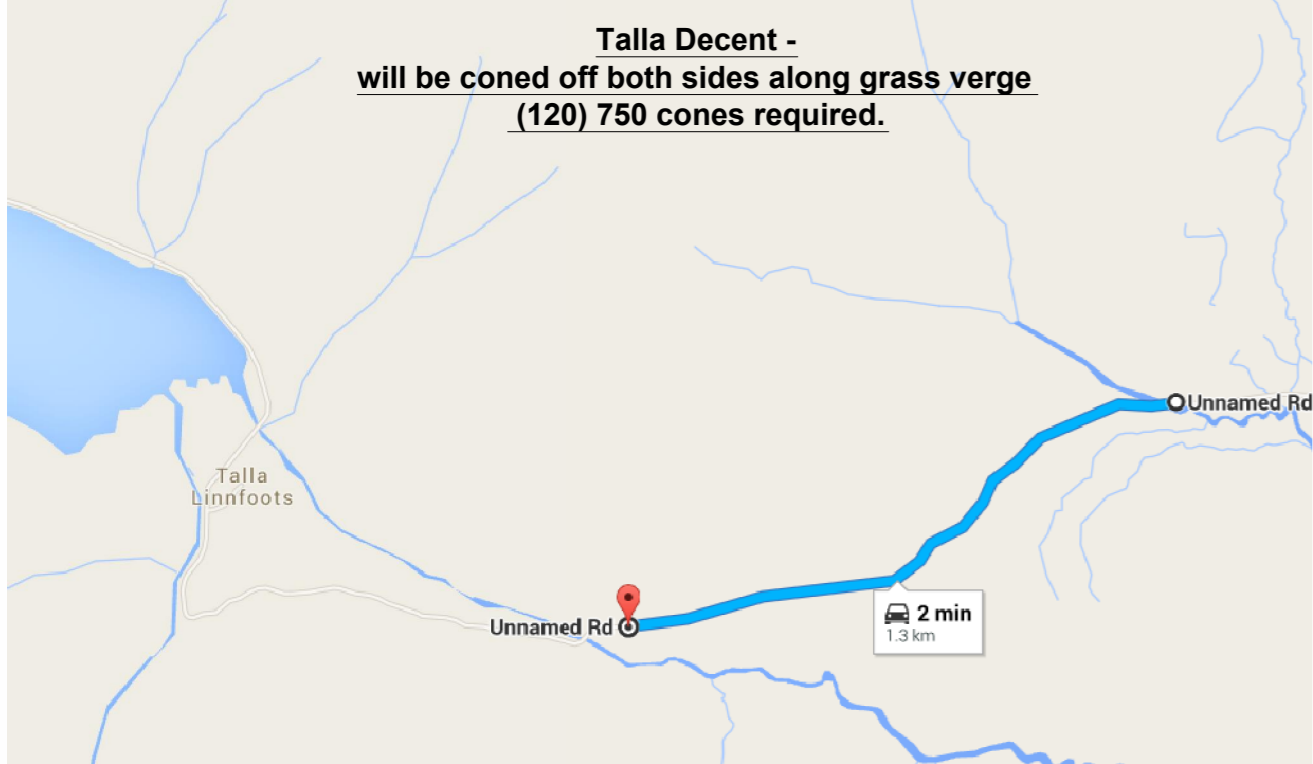 Talla Decent -
will be coned off both sides along grass verge
(120) 750 cones required.
Unnamed Rd
Talla
Linnfoots
2 min
1.3 km
Unnamed Rd